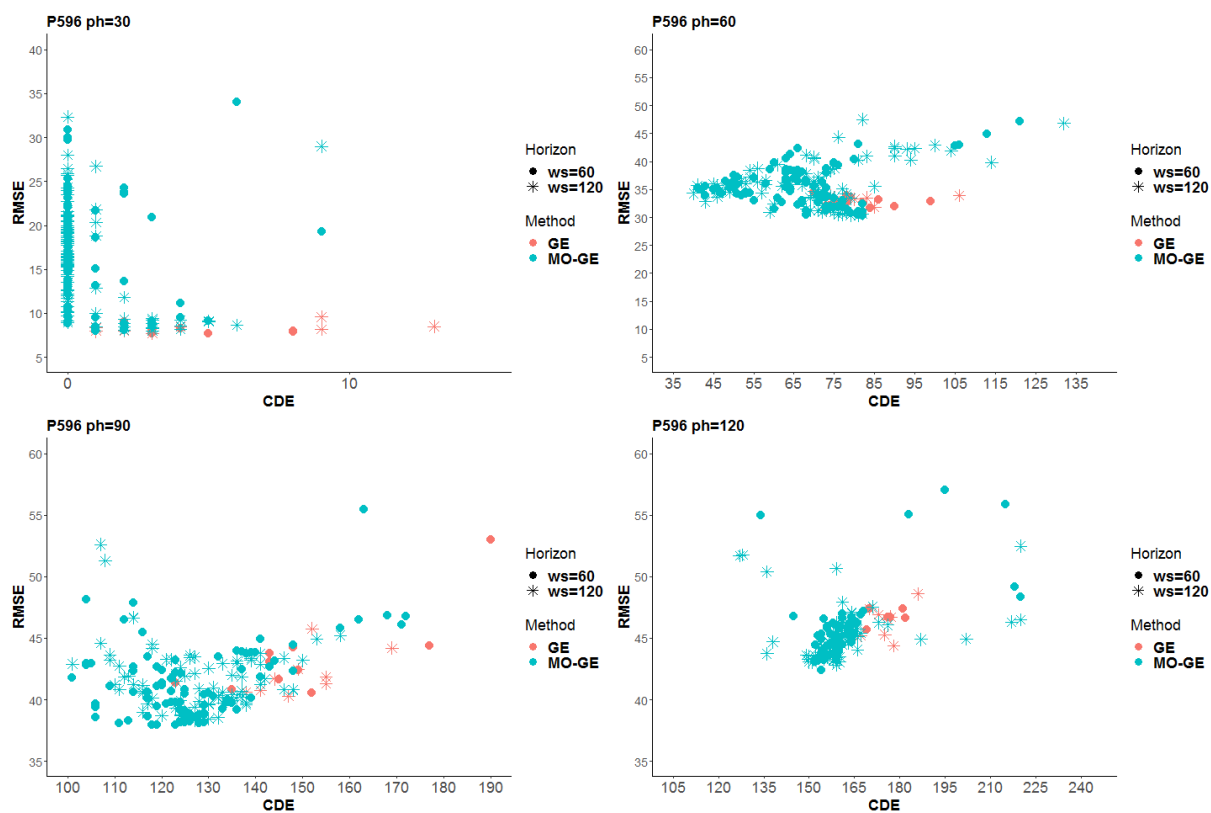 P596 ph=30
RMSE
40
35
30
25
20
15
10
5
0
10
CDE
Horizon
ws=60
ws=120
Method
GE
MO-GE
P596 ph=60
RMSE
60
55
50
45
40
35
30
25
20
15
10
5
35 45 55 65 75 85 95 105 115 125 135
CDE
Horizon
ws=60
ws=120
Method
GE
MO-GE
P596 ph=90
RMSE
60
55
50
45
40
35
100 110 120 130 140 150 160 170 180 190
CDE
Horizon
ws=60
ws=120
Method
GE
MO-GE
P596 ph=120
RMSE
60
55
50
45
40
35
105 120 135 150 165 180 195 210 225 240
CDE
Horizon
ws=60
ws=120
Method
GE
MO-GE